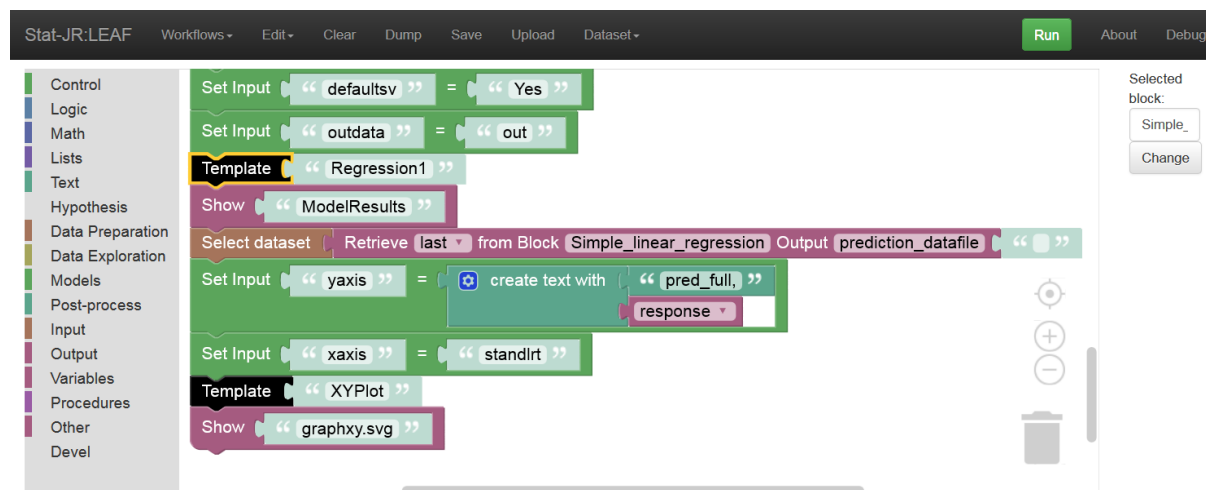 Stat-JR:LEAF Workflows Edit Clear Dump Save Upload Dataset Run About Debug
Control
Logic
Math
Lists
Text
Hypothesis
Data Preparation
Data Exploration
Models
Post-process
Input
Output
Variables
Procedures
Other
Devel
Set Input “ defaultsv ” = “ Yes ”
Set Input “ outdata ” = “ out ”
Template “ Regression1 ”
Show “ ModelResults ”
Select dataset Retrieve last from Block Simple_linear_regression Output prediction_datafile “ ”
Set Input “ yaxis ” = create text with “ pred_full, ”
response
Set Input “ xaxis ” = “ standlrt ”
Template “ XYPlot ”
Show “ graphxy.svg ”
Selected
block:
Simple_
Change